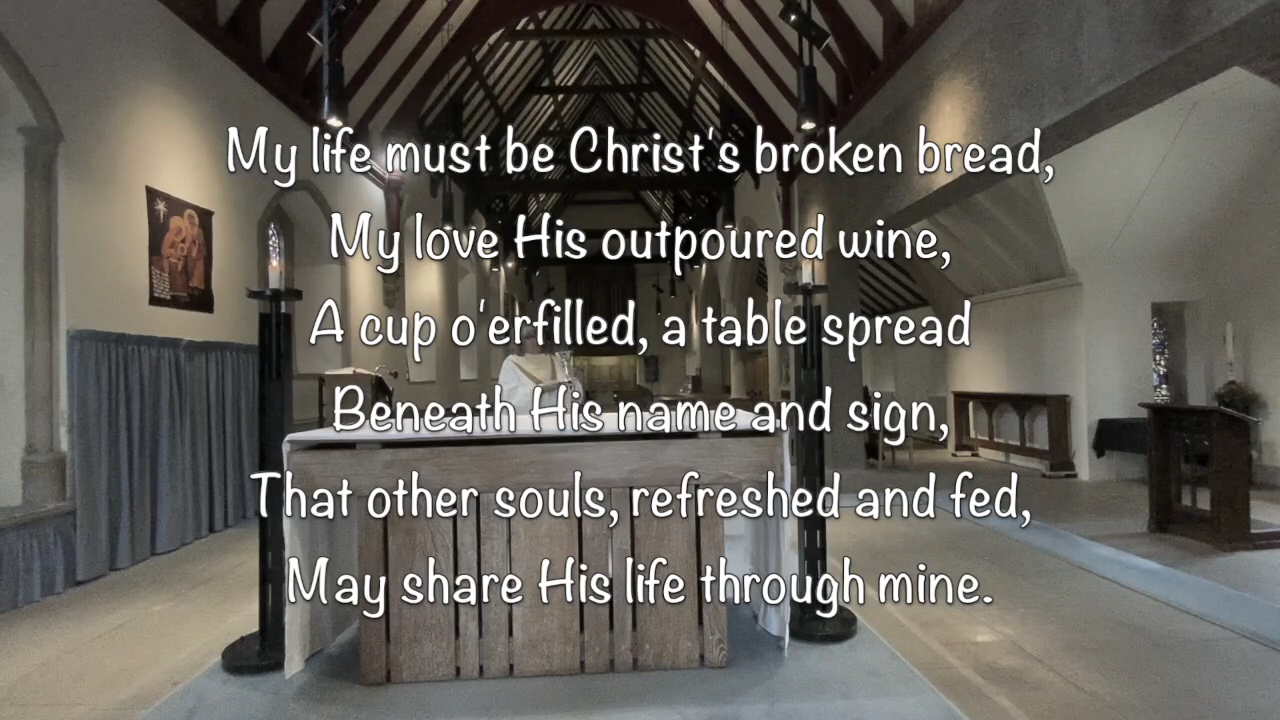 My life must be Christ's broken bread,
My love His outpoured wine,
A cup o'erfilled, a table spread
Beneath His name and sign,
That other souls, refreshed and fed,
May share His life through mine.